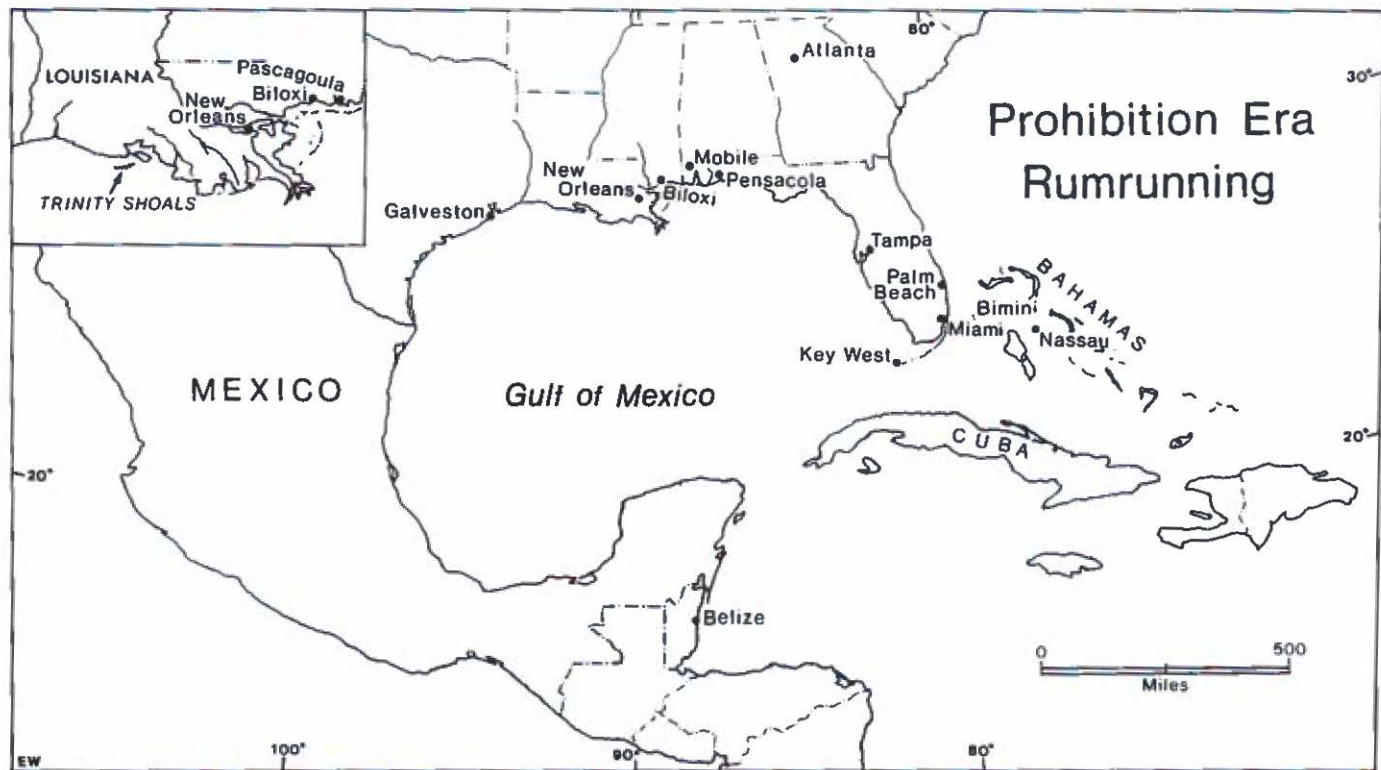 Prohibition Era
Rumrunning
LOUISIANA
Pascagoula
Biloxi
New
Orleans
TRINITY SHOALS
80°
30°
Atlanta
Mobile
Pensacola
New
Orleans
Biloxi
Galveston
Tampa
Palm
Beach
Miami
Key West
BAHAMAS
Bimini
Nassau
MEXICO
Gulf of Mexico
CUBA
20°
20°
Belize
0 500
Miles
EW
100°
90°
80°